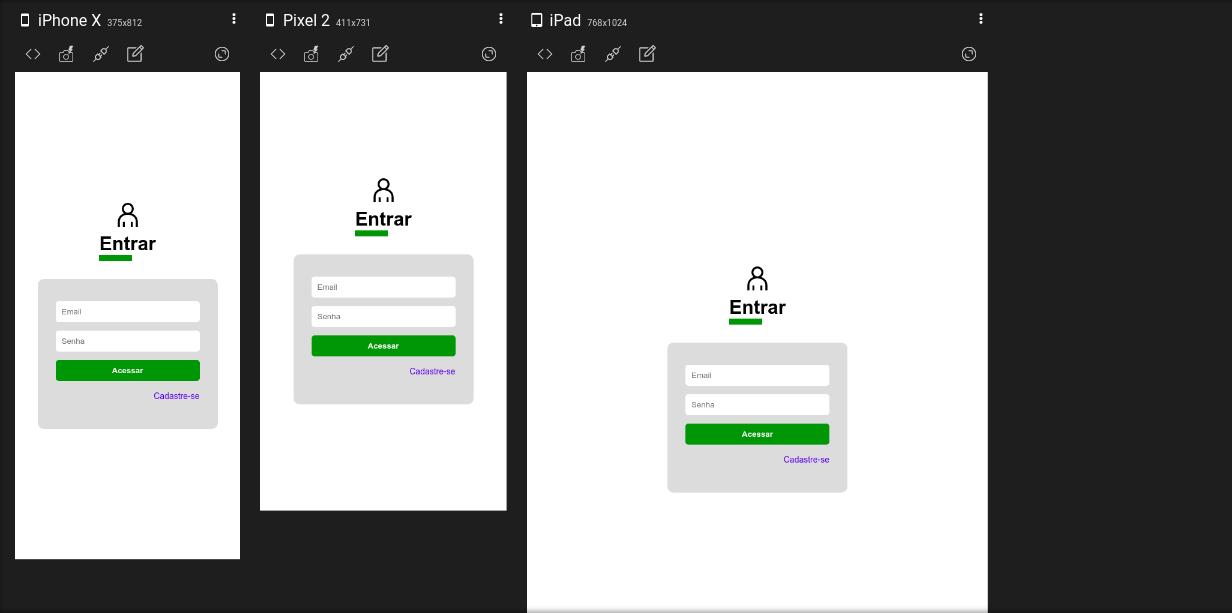 iPhone X 375x812
Entrar
Email
Senha
Acessar
Cadastre-se
Pixel 2 411x731
Entrar
Email
Senha
Acessar
Cadastre-se
iPad 768x1024
Entrar
Email
Senha
Acessar
Cadastre-se